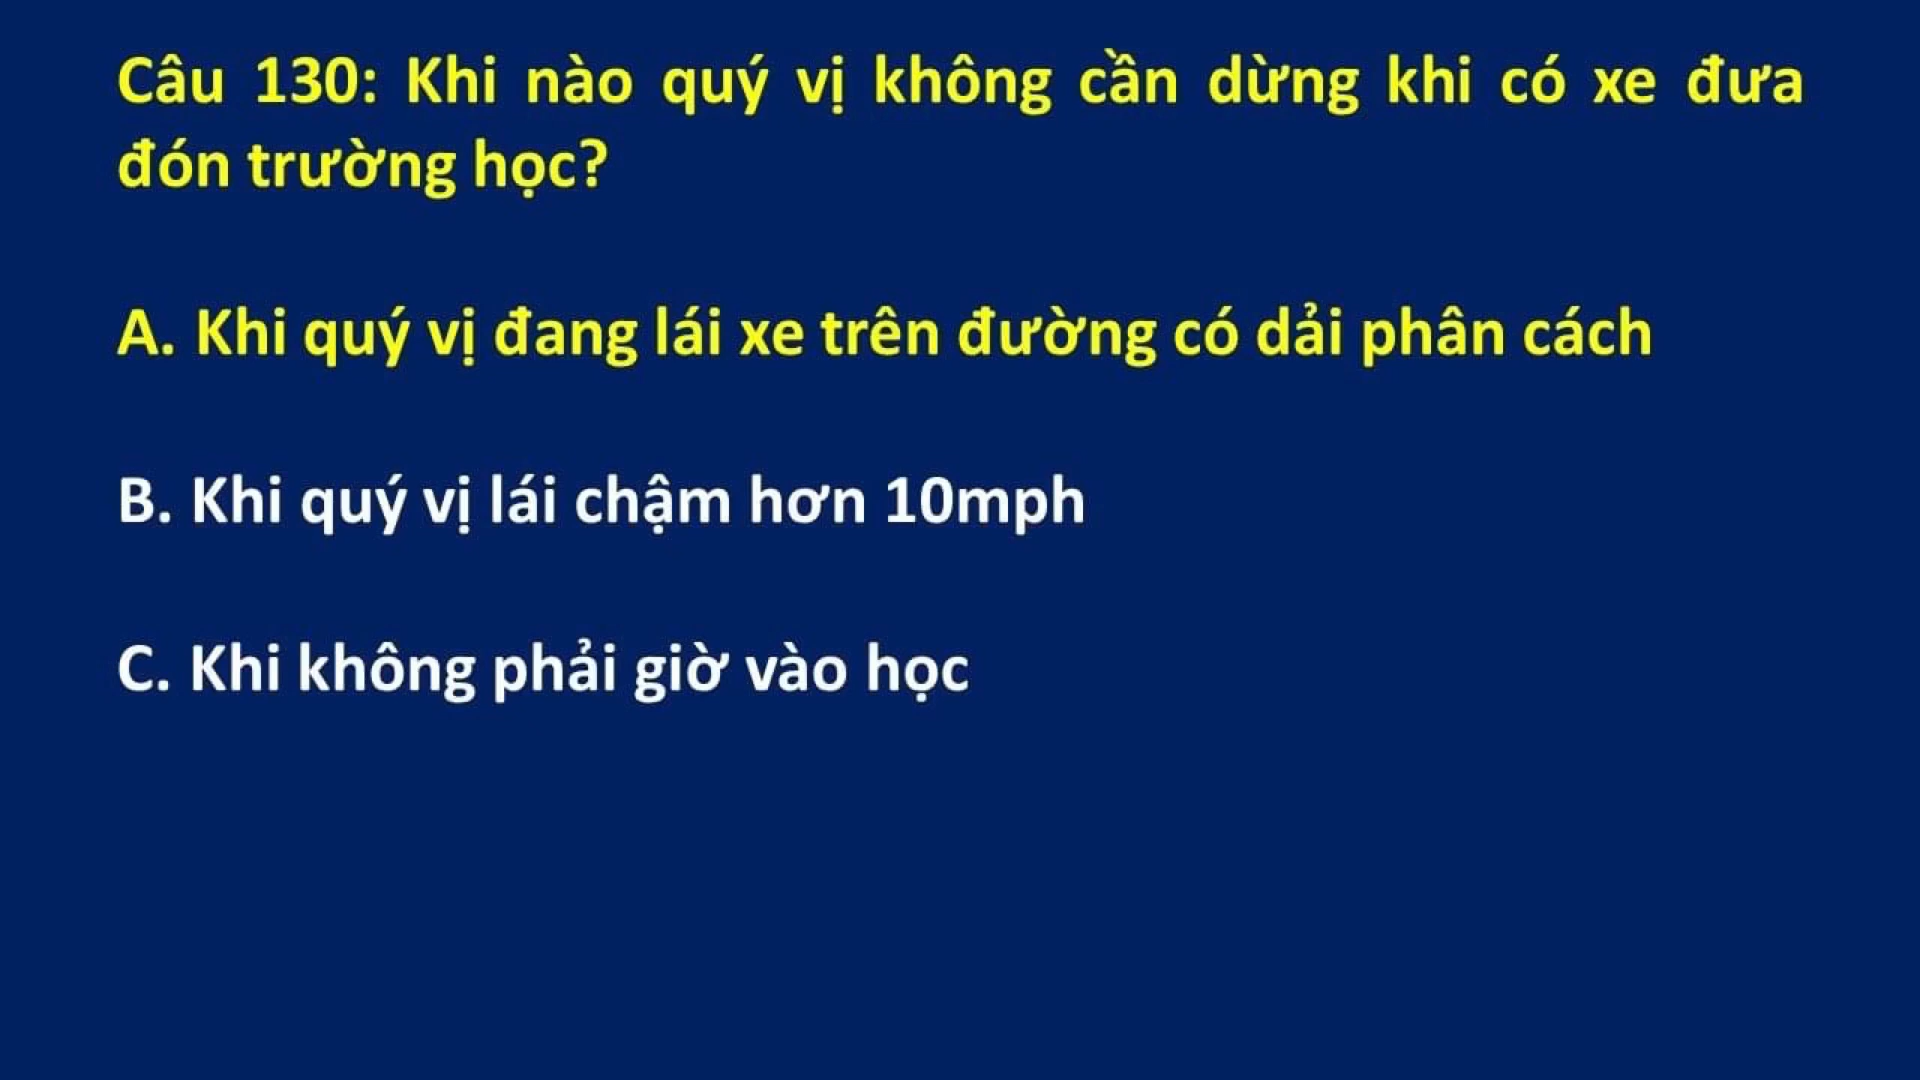 Câu 130: Khi nào quý vị không cần dừng khi có xe đưa
đón trường học?
A. Khi quý vị đang lái xe trên đường có dải phân cách
B. Khi quý vị lái chậm hơn 10mph
C. Khi không phải giờ vào học